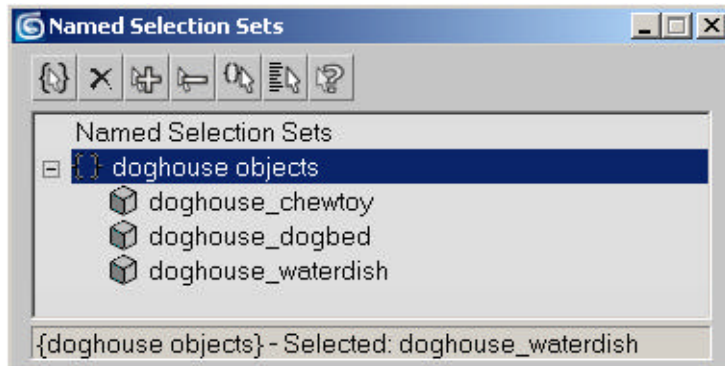 Named Selection Sets
Named Selection Sets
{ } doghouse objects
doghouse_chewtoy
doghouse_dogbed
doghouse_waterdish
{doghouse objects} - Selected: doghouse_waterdish